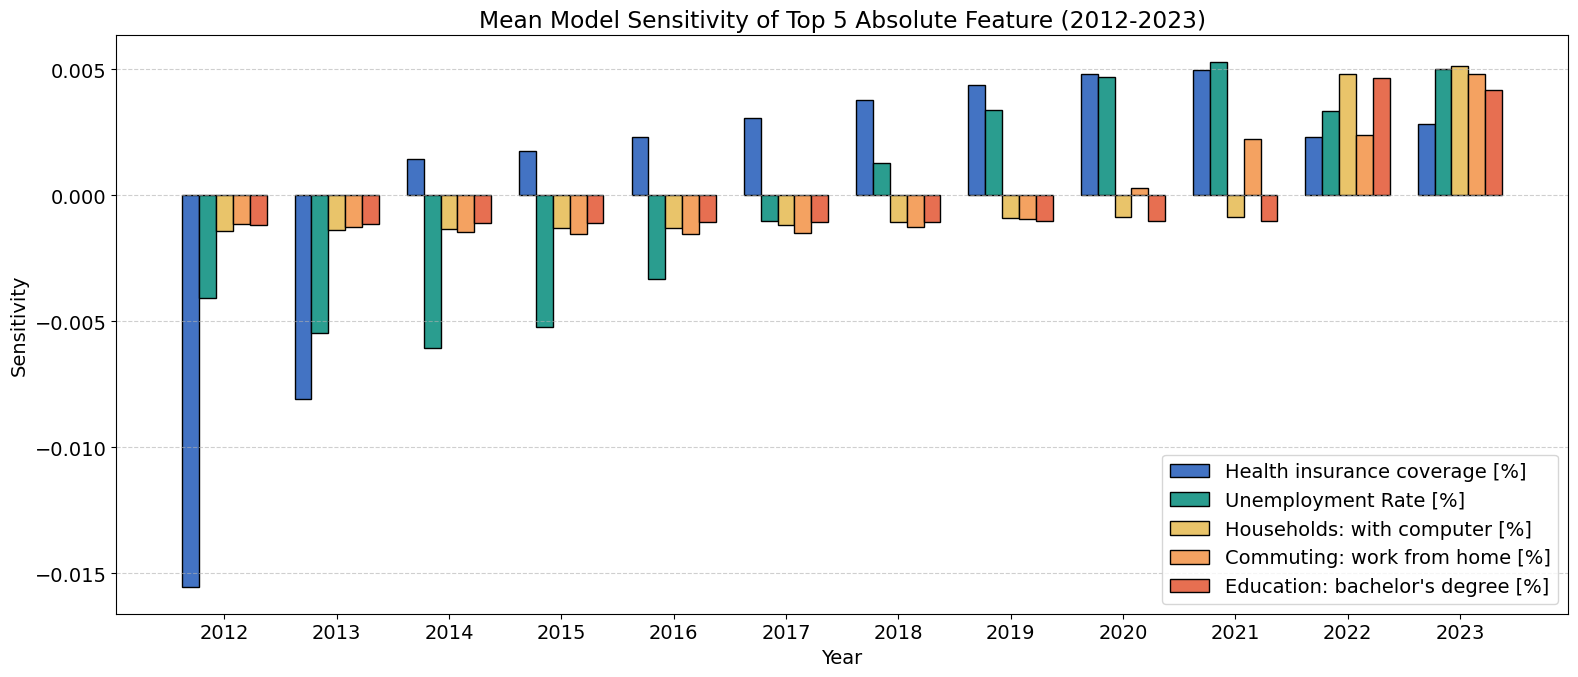 Mean Model Sensitivity of Top 5 Absolute Feature (2012-2023)
Sensitivity
0.005
0.000
−0.005
−0.010
−0.015
Health insurance coverage [%]
Unemployment Rate [%]
Households: with computer [%]
Commuting: work from home [%]
Education: bachelor's degree [%]
2012 2013 2014 2015 2016 2017 2018 2019 2020 2021 2022 2023
Year